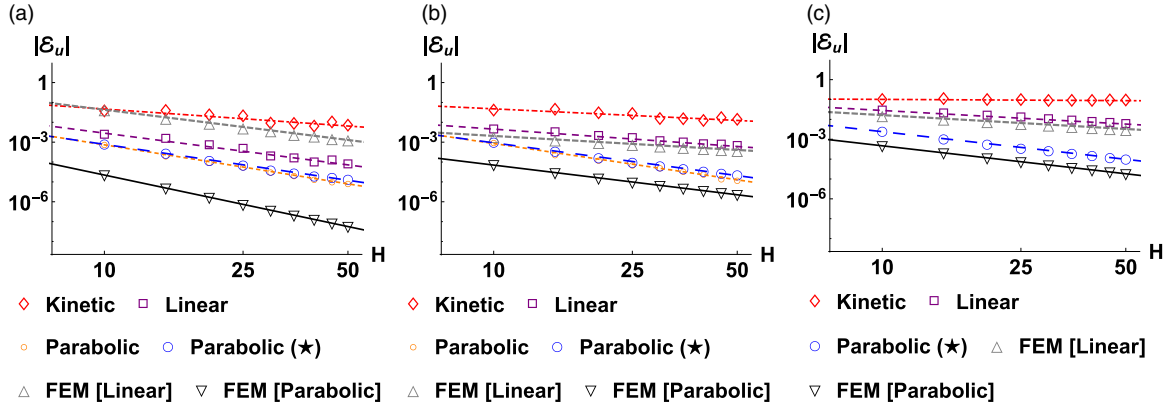 (a)
(b)
(c)
|ℰu|
|ℰu|
|ℰu|
1
10⁻³
10⁻⁶
10 25 50 H
1
10⁻³
10⁻⁶
10 25 50 H
1
10⁻³
10⁻⁶
10 25 50 H
Kinetic Linear
Parabolic Parabolic (★)
FEM [Linear] FEM [Parabolic]
Kinetic Linear
Parabolic Parabolic (★)
FEM [Linear] FEM [Parabolic]
Kinetic Linear
Parabolic (★) FEM [Linear]
FEM [Parabolic]